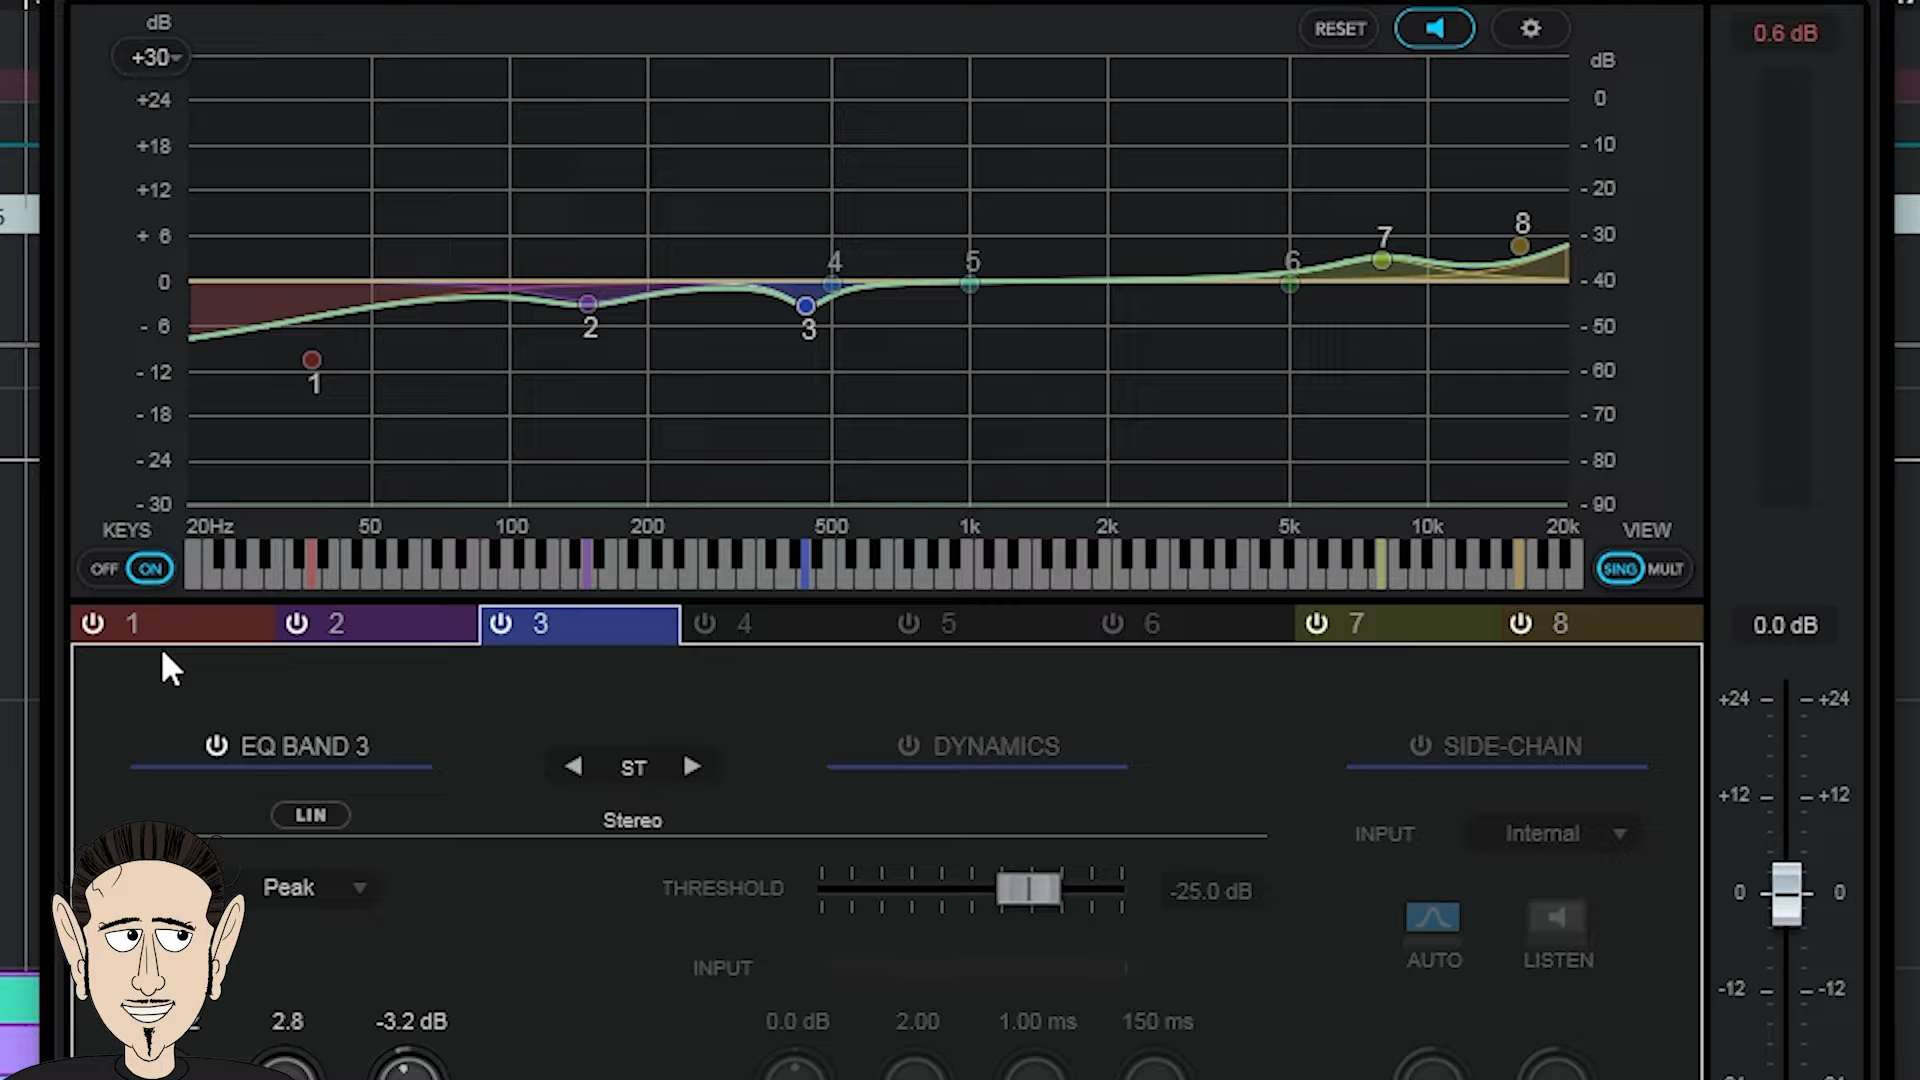 dB
RESET
0.6 dB
+30
dB
+24
0
+18
- 10
+12
- 20
8
7
+ 6
- 30
4
5
6
0
- 40
2
3
- 6
- 50
1
- 12
- 60
- 18
- 70
- 24
- 80
- 30
- 90
KEYS
20Hz
50
100
200
500
1k
2k
5k
10k
20k
VIEW
OFF
ON
SING
MULT
1
2
3
4
5
6
7
8
0.0 dB
+24
+24
EQ BAND 3
ST
DYNAMICS
SIDE-CHAIN
+12
+12
LIN
Stereo
INPUT
Internal
Peak
THRESHOLD
-25.0 dB
0
0
AUTO
LISTEN
INPUT
-12
-12
2.8
-3.2 dB
0.0 dB
2.00
1.00 ms
150 ms